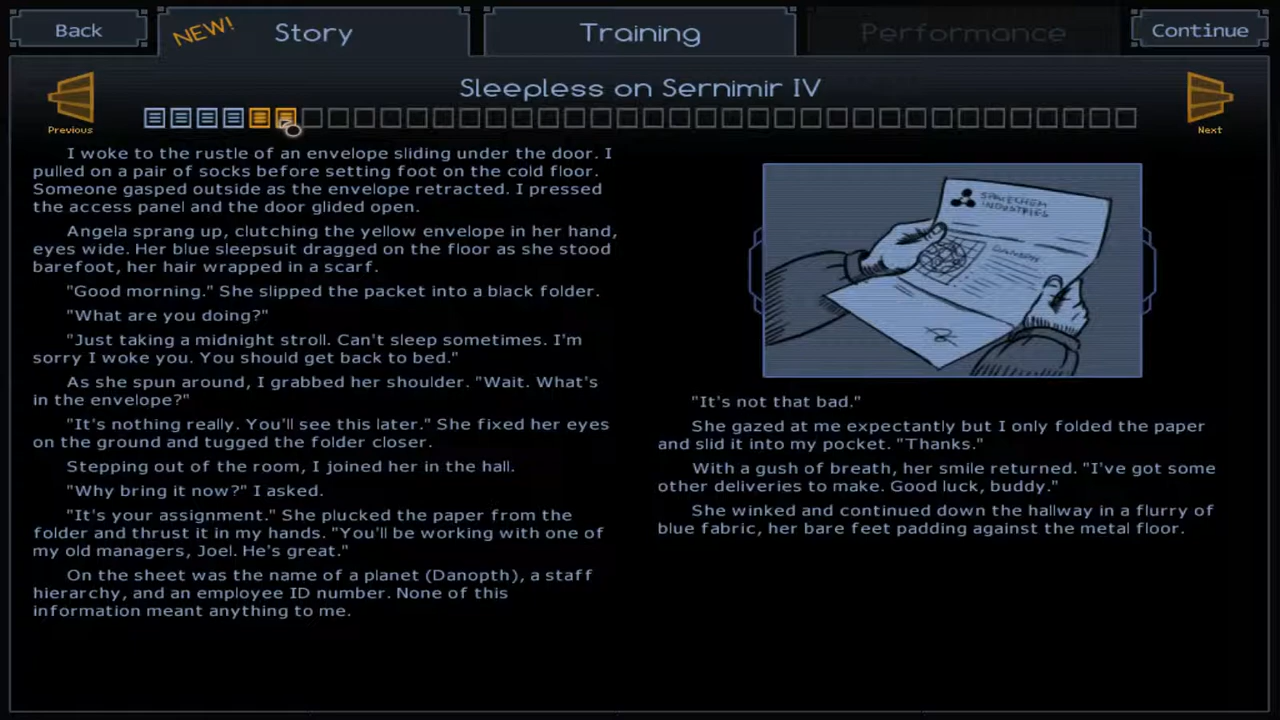 Back
NEW!
Story
Training
Performance
Continue
Sleepless on Sernimir IV
Previous
Next
I woke to the rustle of an envelope sliding under the door. I
pulled on a pair of socks before setting foot on the cold floor.
Someone gasped outside as the envelope retracted. I pressed
the access panel and the door glided open.
Angela sprang up, clutching the yellow envelope in her hand,
eyes wide. Her blue sleepsuit dragged on the floor as she stood
barefoot, her hair wrapped in a scarf.
"Good morning." She slipped the packet into a black folder.
"What are you doing?"
"Just taking a midnight stroll. Can't sleep sometimes. I'm
sorry I woke you. You should get back to bed."
As she spun around, I grabbed her shoulder. "Wait. What's
in the envelope?"
"It's nothing really. You'll see this later." She fixed her eyes
on the ground and tugged the folder closer.
Stepping out of the room, I joined her in the hall.
"Why bring it now?" I asked.
"It's your assignment." She plucked the paper from the
folder and thrust it in my hands. "You'll be working with one of
my old managers, Joel. He's great."
On the sheet was the name of a planet (Danopth), a staff
hierarchy, and an employee ID number. None of this
information meant anything to me.
SPACECHEM
INDUSTRIES
DANOPTH
"It's not that bad."
She gazed at me expectantly but I only folded the paper
and slid it into my pocket. "Thanks."
With a gush of breath, her smile returned. "I've got some
other deliveries to make. Good luck, buddy."
She winked and continued down the hallway in a flurry of
blue fabric, her bare feet padding against the metal floor.